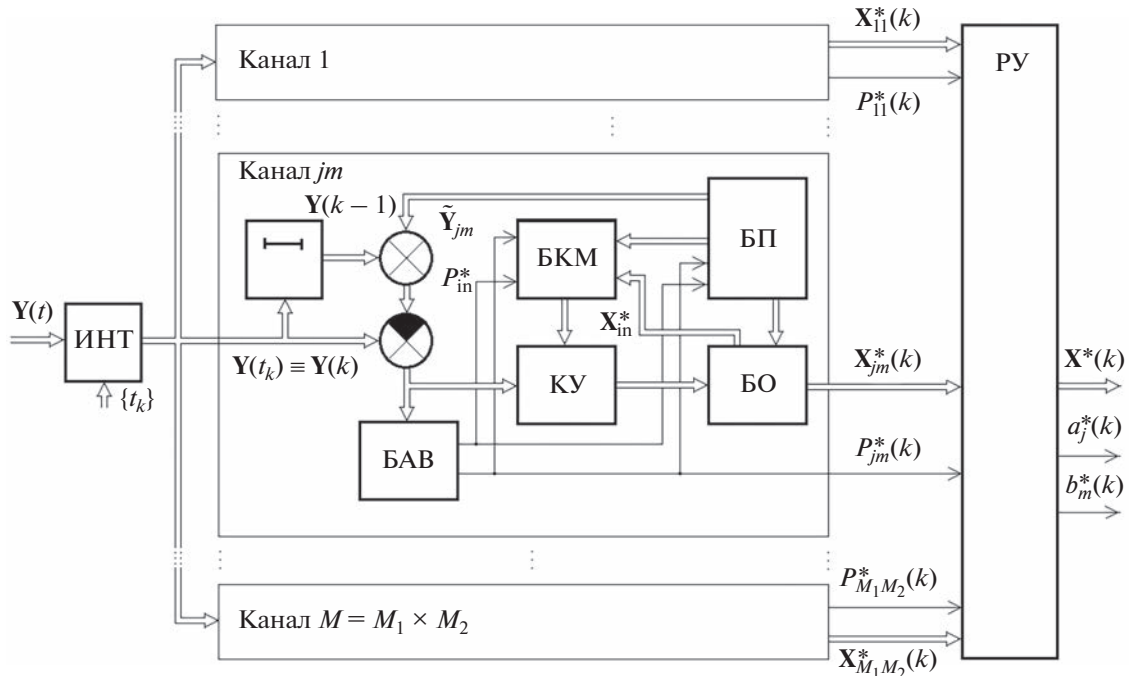 X*₁₁(k)
Канал 1
РУ
P*₁₁(k)
Канал jm
Y(k − 1)
Ỹjm
БП
БКМ
P*in
Y(t)
ИНТ
X*in
Y(tk) ≡ Y(k)
КУ
БО
X*jm(k)
X*(k)
{tk}
a*j(k)
БАВ
P*jm(k)
b*m(k)
P*M₁M₂(k)
Канал M = M₁ × M₂
X*M₁M₂(k)